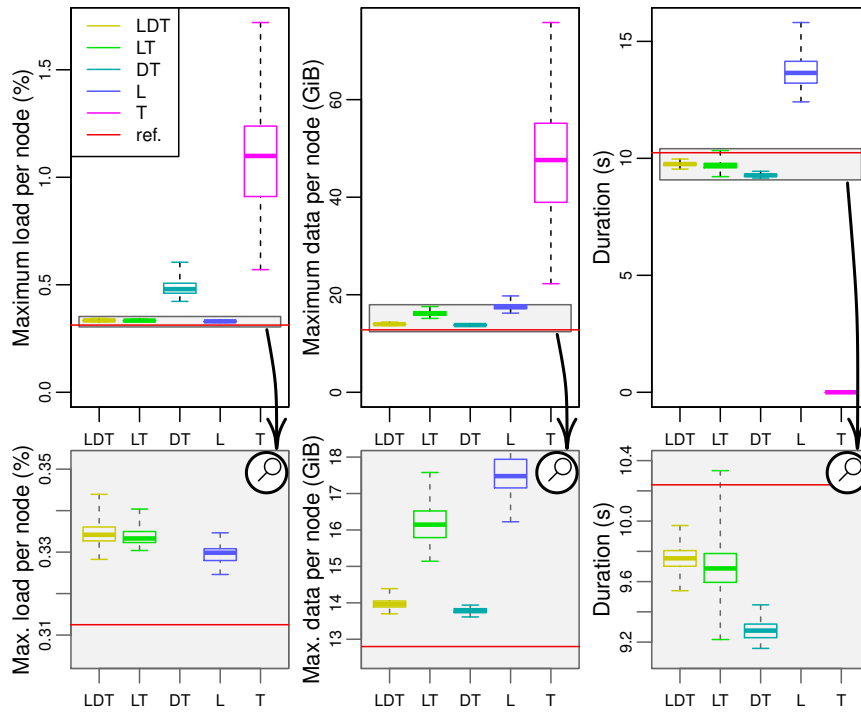 LDT
LT
DT
L
T
ref.
Maximum load per node (%)
0.0 0.5 1.0 1.5
Maximum data per node (GiB)
0 20 40 60
Duration (s)
0 5 10 15
LDT LT DT L T
LDT LT DT L T
LDT LT DT L T
Max. load per node (%)
0.31 0.33 0.35
Max. data per node (GiB)
13 14 15 16 17 18
Duration (s)
9.2 9.6 10.0 10.4
LDT LT DT L T
LDT LT DT L T
LDT LT DT L T